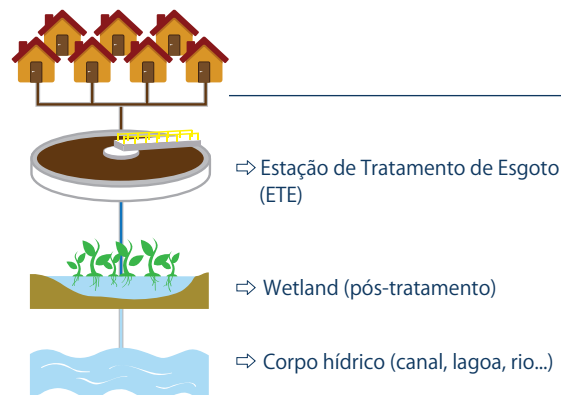 ⇨ Estação de Tratamento de Esgoto
(ETE)
⇨ Wetland (pós-tratamento)
⇨ Corpo hídrico (canal, lagoa, rio...)